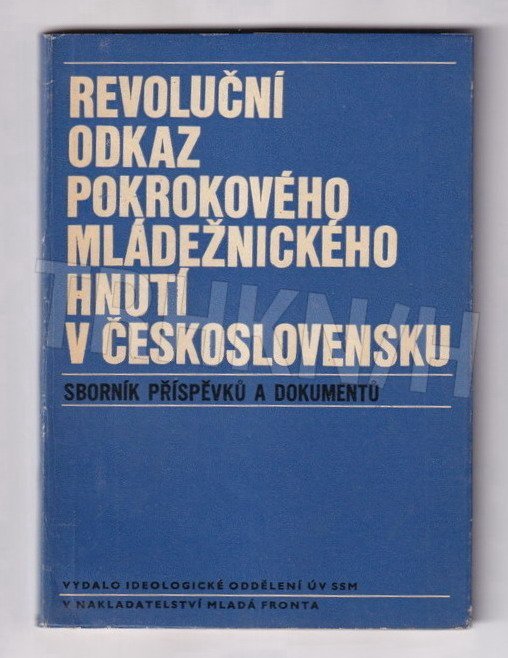 REVOLUČNÍ
ODKAZ
POKROKOVÉHO
MLÁDEŽNICKÉHO
HNUTÍ
V ČESKOSLOVENSKU
SBORNÍK PŘÍSPĚVKŮ A DOKUMENTŮ
VYDALO IDEOLOGICKÉ ODDĚLENÍ ÚV SSM
V NAKLADATELSTVÍ MLADÁ FRONTA